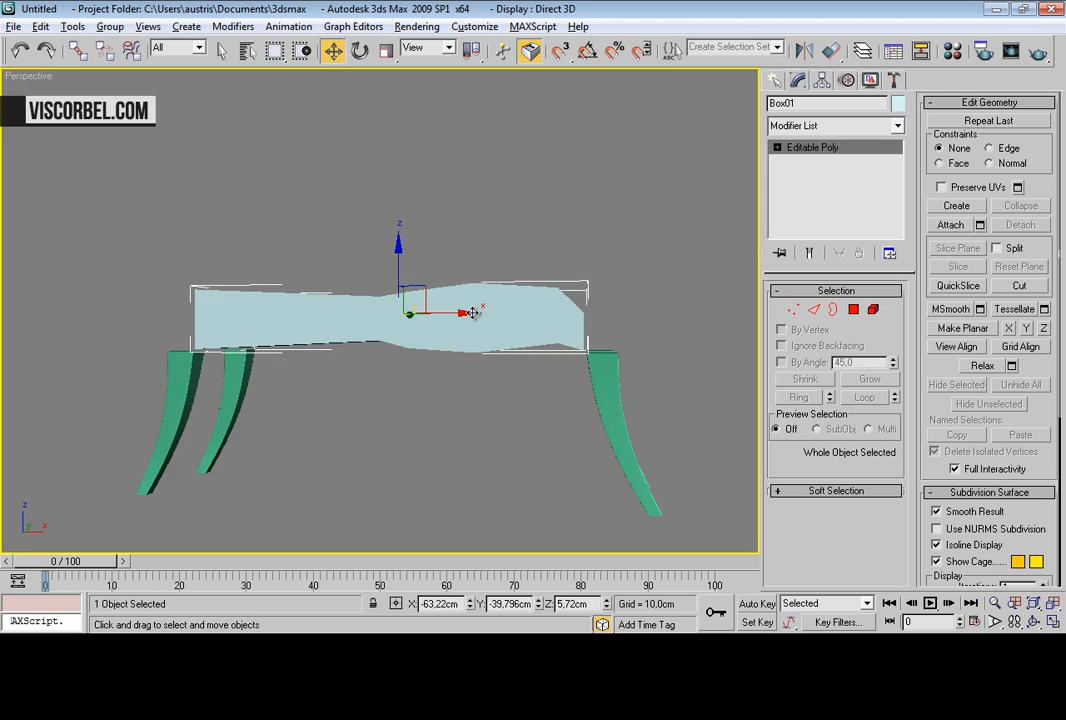 Untitled - Project Folder: C:\Users\austris\Documents\3dsmax - Autodesk 3ds Max 2009 SP1 x64 - Display : Direct 3D
File Edit Tools Group Views Create Modifiers Animation Graph Editors Rendering Customize MAXScript Help
All View Create Selection Set
Perspective
VISCORBEL.COM
Box01
Modifier List
Editable Poly
Selection
By Vertex
Ignore Backfacing
By Angle: 45,0
Shrink Grow
Ring Loop
Preview Selection
Off SubObj Multi
Whole Object Selected
Soft Selection
Edit Geometry
Repeat Last
Constraints
None Edge
Face Normal
Preserve UVs
Create Collapse
Attach Detach
Slice Plane Split
Slice Reset Plane
QuickSlice Cut
MSmooth Tessellate
Make Planar X Y Z
View Align Grid Align
Relax
Hide Selected Unhide All
Hide Unselected
Named Selections:
Copy Paste
Delete Isolated Vertices
Full Interactivity
Subdivision Surface
Smooth Result
Use NURMS Subdivision
Isoline Display
Show Cage......
Display
z
x
z
y x
0 / 100
0 10 20 30 40 50 60 70 80 90 100
1 Object Selected X: -63,22cm Y: -39,796cm Z: 5,72cm Grid = 10,0cm Auto Key Selected
AXScript. Click and drag to select and move objects Add Time Tag Set Key Key Filters... 0